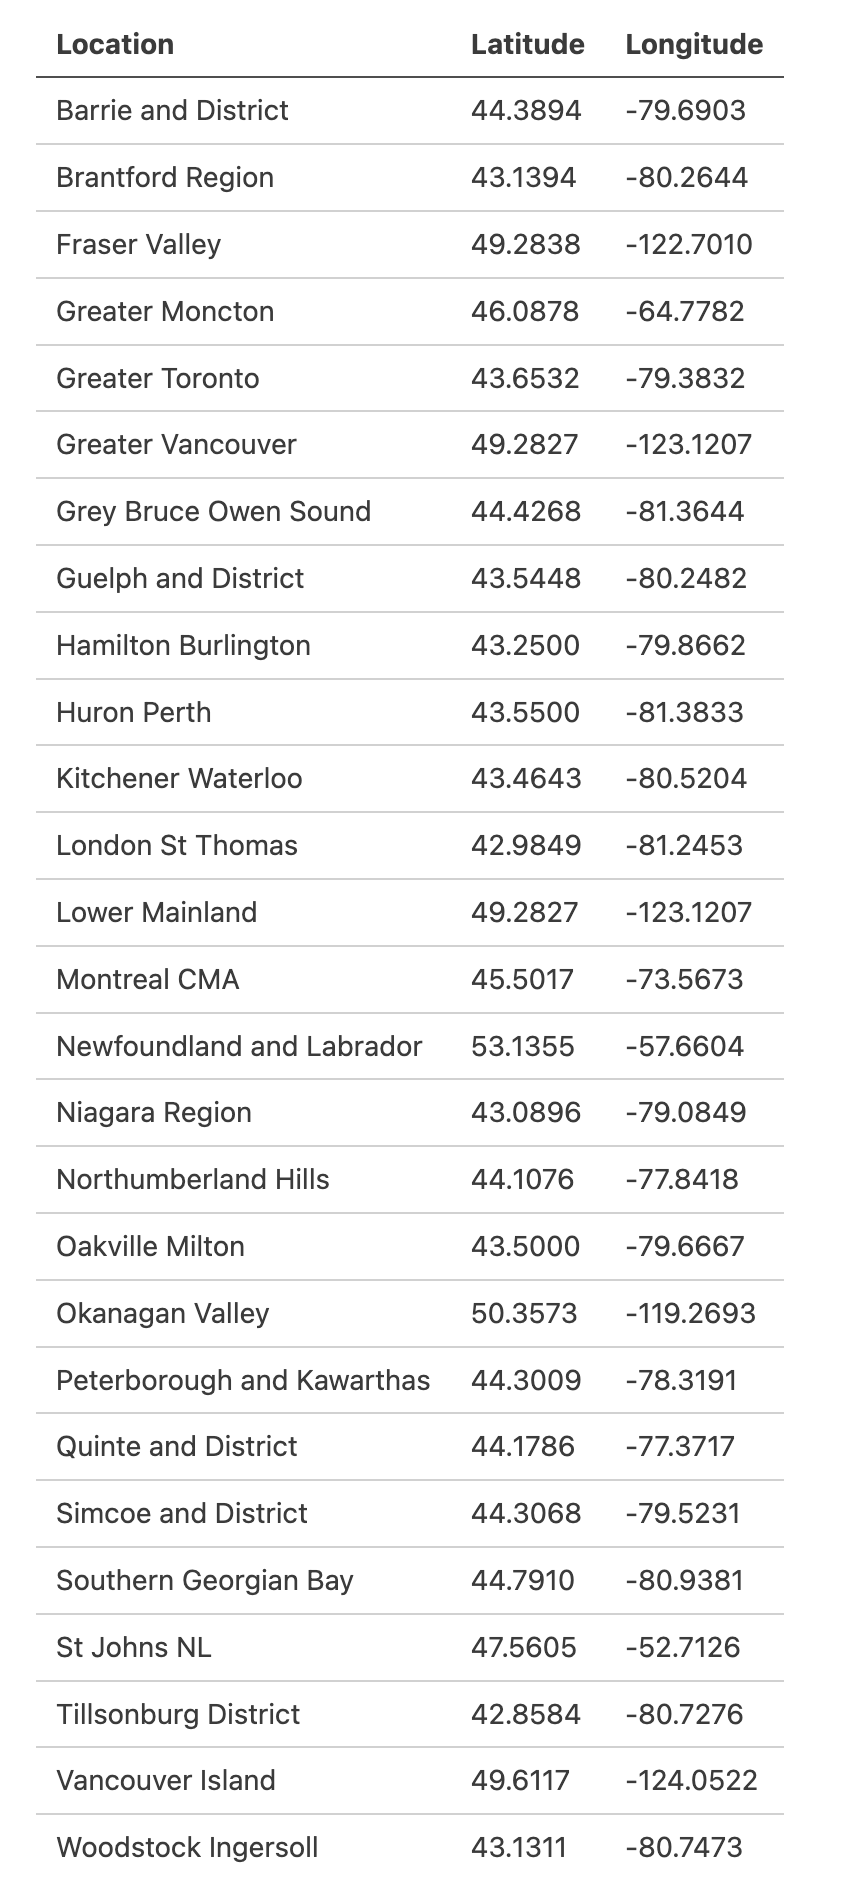 Location Latitude Longitude
Barrie and District 44.3894 -79.6903
Brantford Region 43.1394 -80.2644
Fraser Valley 49.2838 -122.7010
Greater Moncton 46.0878 -64.7782
Greater Toronto 43.6532 -79.3832
Greater Vancouver 49.2827 -123.1207
Grey Bruce Owen Sound 44.4268 -81.3644
Guelph and District 43.5448 -80.2482
Hamilton Burlington 43.2500 -79.8662
Huron Perth 43.5500 -81.3833
Kitchener Waterloo 43.4643 -80.5204
London St Thomas 42.9849 -81.2453
Lower Mainland 49.2827 -123.1207
Montreal CMA 45.5017 -73.5673
Newfoundland and Labrador 53.1355 -57.6604
Niagara Region 43.0896 -79.0849
Northumberland Hills 44.1076 -77.8418
Oakville Milton 43.5000 -79.6667
Okanagan Valley 50.3573 -119.2693
Peterborough and Kawarthas 44.3009 -78.3191
Quinte and District 44.1786 -77.3717
Simcoe and District 44.3068 -79.5231
Southern Georgian Bay 44.7910 -80.9381
St Johns NL 47.5605 -52.7126
Tillsonburg District 42.8584 -80.7276
Vancouver Island 49.6117 -124.0522
Woodstock Ingersoll 43.1311 -80.7473